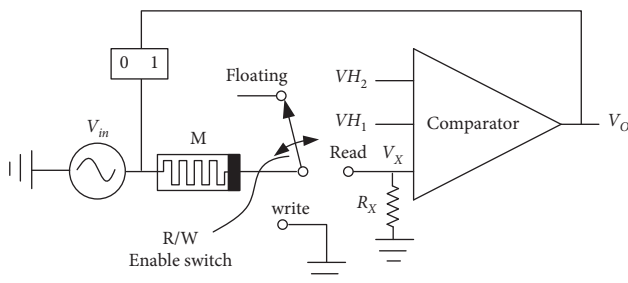 0 1
Floating
VH2
VH1
Comparator
VO
Vin
M
Read
VX
RX
write
R/W
Enable switch